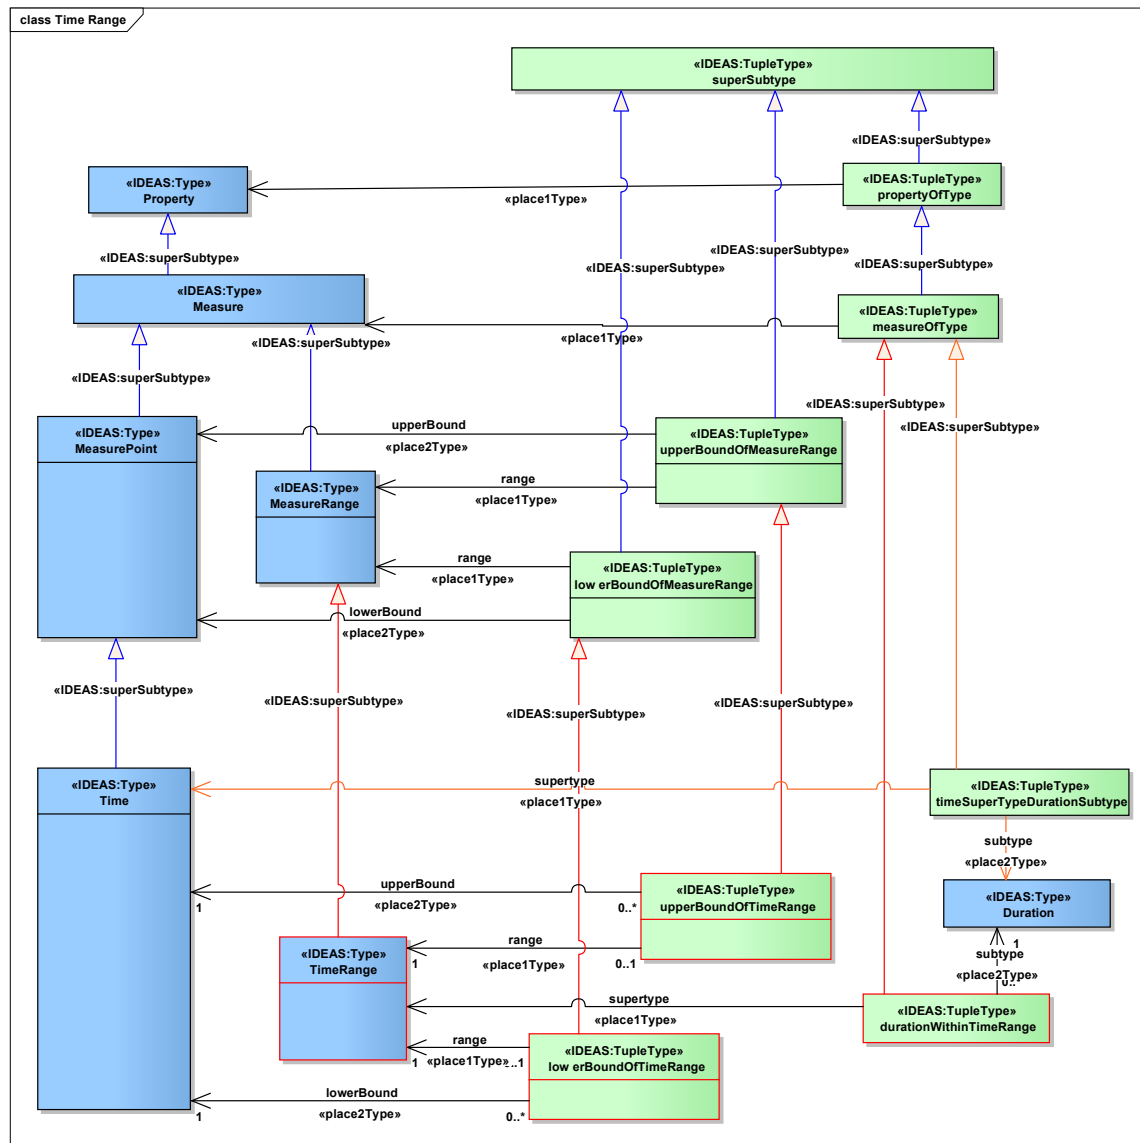 class Time Range
«IDEAS:TupleType»
superSubtype
«IDEAS:superSubtype»
«IDEAS:Type»
Property
«IDEAS:TupleType»
propertyOfType
«place1Type»
«IDEAS:superSubtype»
«IDEAS:superSubtype»
«IDEAS:superSubtype»
«IDEAS:superSubtype»
«IDEAS:Type»
Measure
«IDEAS:TupleType»
measureOfType
«place1Type»
«IDEAS:superSubtype»
«IDEAS:superSubtype»
«IDEAS:superSubtype»
«IDEAS:superSubtype»
«IDEAS:Type»
MeasurePoint
upperBound
«place2Type»
«IDEAS:TupleType»
upperBoundOfMeasureRange
«IDEAS:Type»
MeasureRange
range
«place1Type»
range
«place1Type»
«IDEAS:TupleType»
low erBoundOfMeasureRange
lowerBound
«place2Type»
«IDEAS:superSubtype»
«IDEAS:superSubtype»
«IDEAS:superSubtype»
«IDEAS:superSubtype»
«IDEAS:Type»
Time
supertype
«place1Type»
«IDEAS:TupleType»
timeSuperTypeDurationSubtype
subtype
«place2Type»
upperBound
1
«place2Type»
0..*
«IDEAS:TupleType»
upperBoundOfTimeRange
«IDEAS:Type»
Duration
«IDEAS:Type»
TimeRange
range
1
«place1Type»
0..1
1
subtype
«place2Type»
0..
supertype
«place1Type»
«IDEAS:TupleType»
durationWithinTimeRange
range
1
«place1Type»
..1
«IDEAS:TupleType»
low erBoundOfTimeRange
lowerBound
1
«place2Type»
0..*